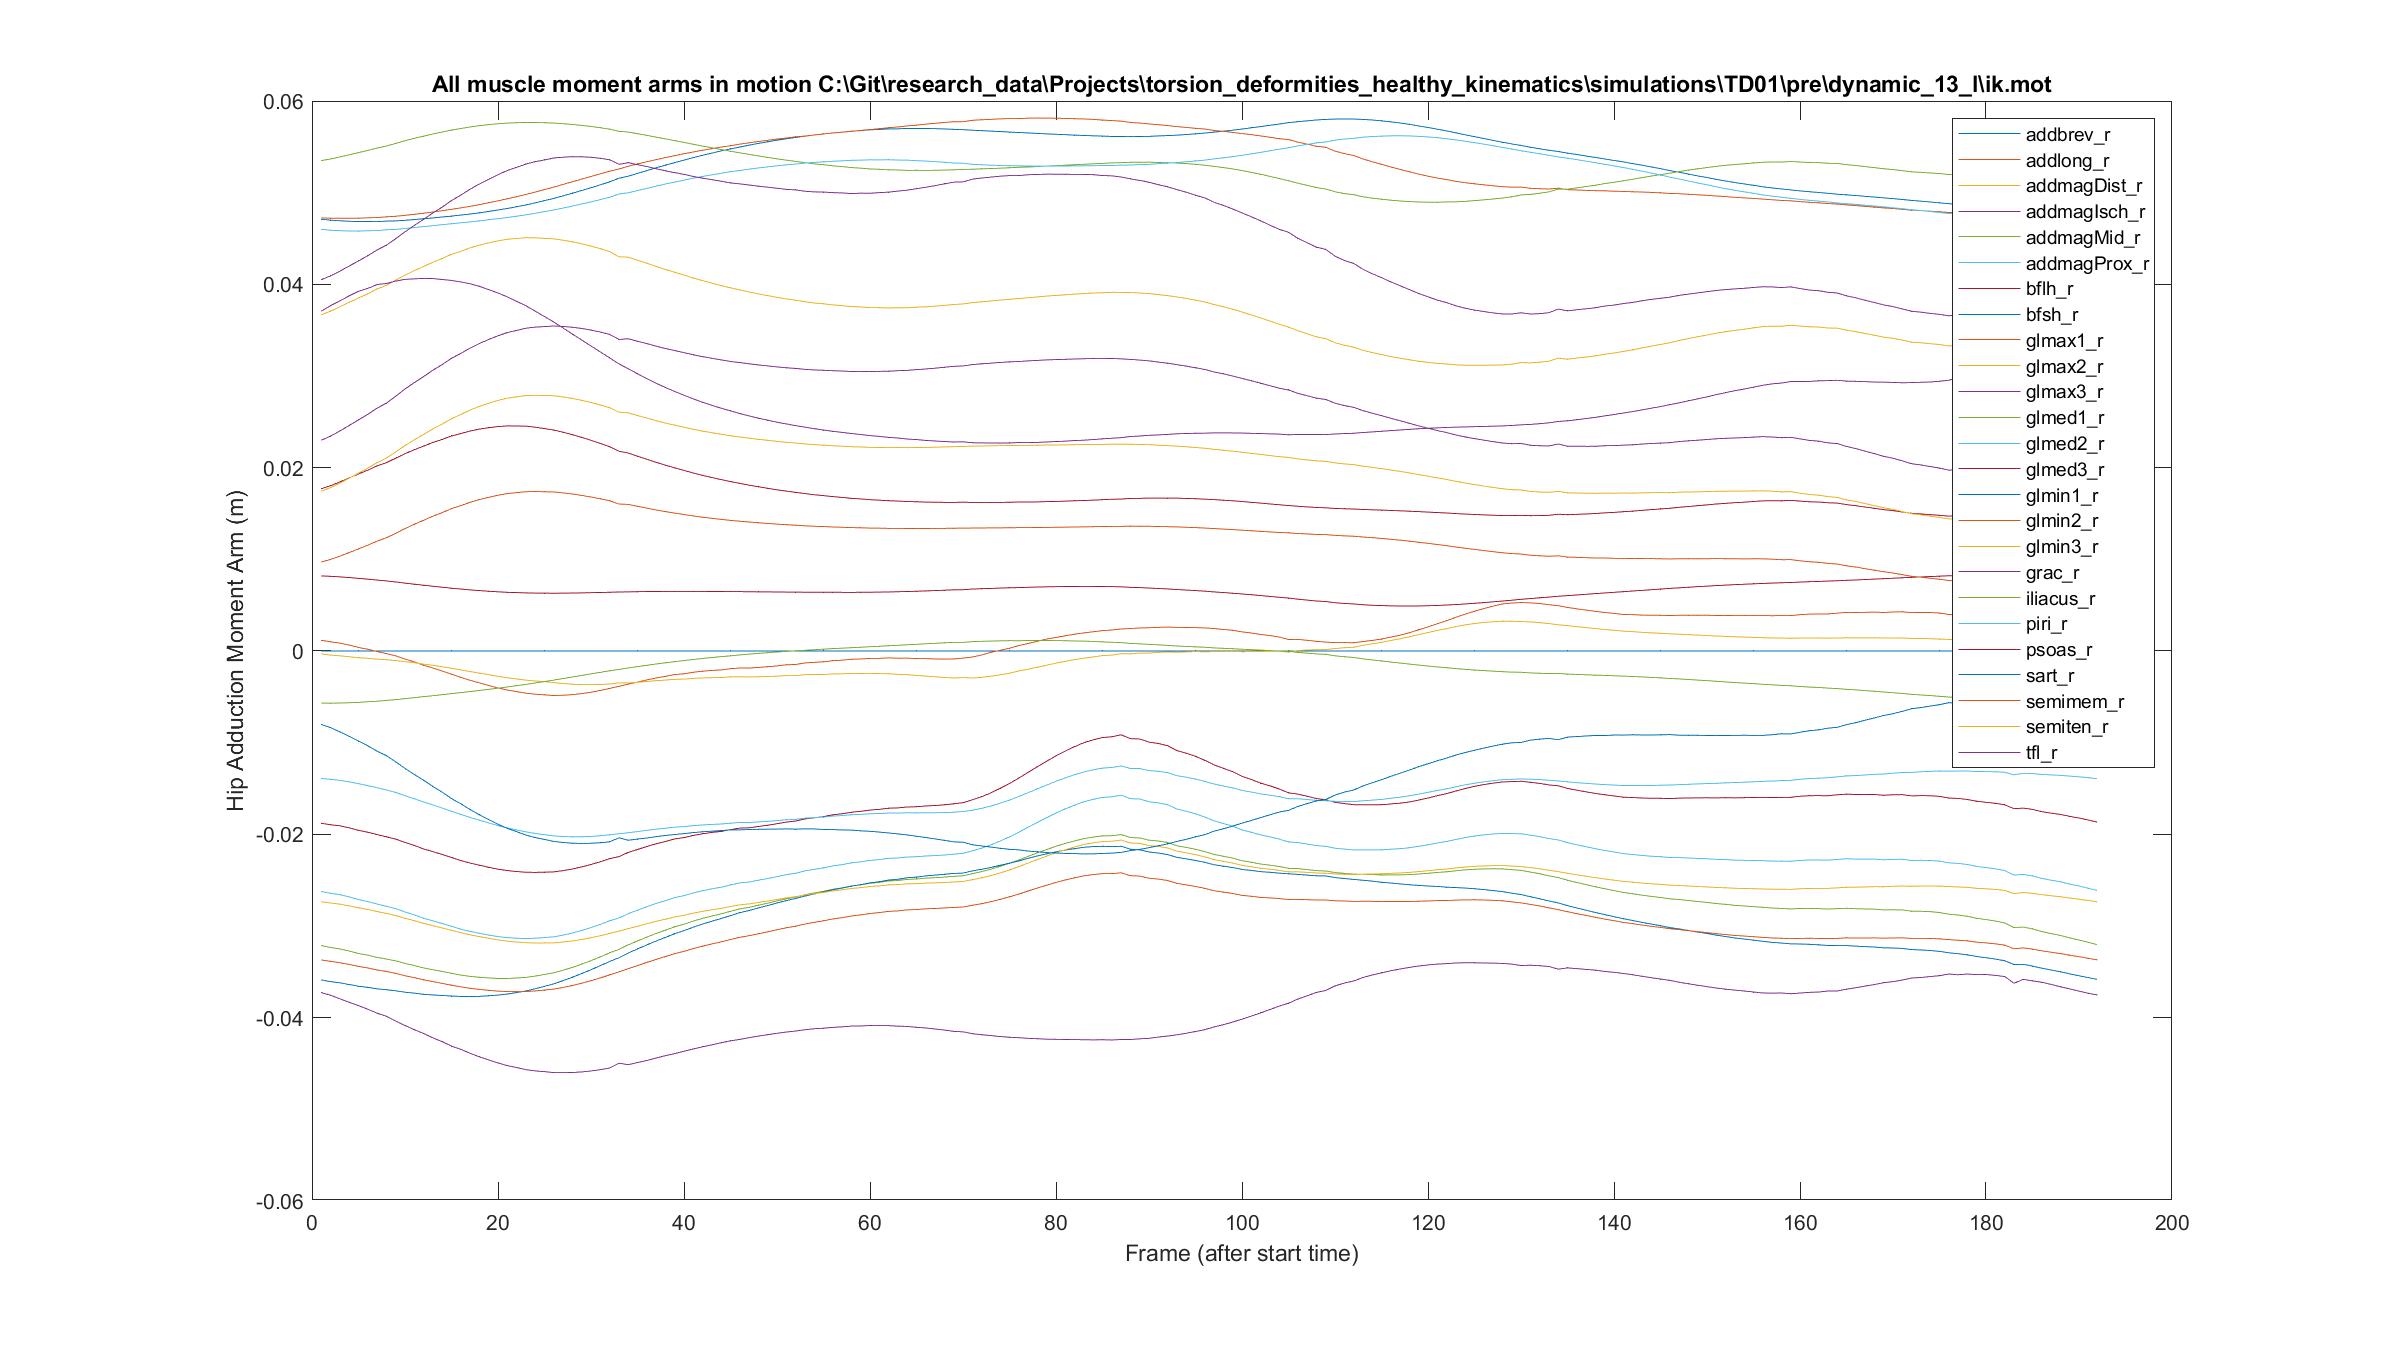 All muscle moment arms in motion C:\Git\research_data\Projects\torsion_deformities_healthy_kinematics\simulations\TD01\pre\dynamic_13_l\ik.mot
0.06
0.04
0.02
0
-0.02
-0.04
-0.06
Hip Adduction Moment Arm (m)
0 20 40 60 80 100 120 140 160 180 200
Frame (after start time)
addbrev_r
addlong_r
addmagDist_r
addmagIsch_r
addmagMid_r
addmagProx_r
bflh_r
bfsh_r
glmax1_r
glmax2_r
glmax3_r
glmed1_r
glmed2_r
glmed3_r
glmin1_r
glmin2_r
glmin3_r
grac_r
iliacus_r
piri_r
psoas_r
sart_r
semimem_r
semiten_r
tfl_r